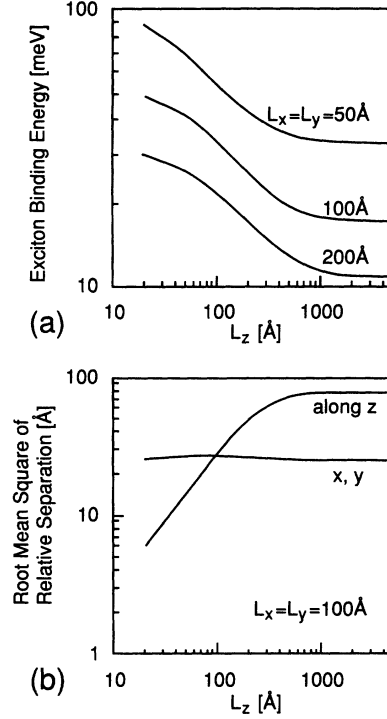 Exciton Binding Energy [meV]
100
10
Lx=Ly=50Å
100Å
200Å
10
100
1000
(a)
Lz [Å]
Root Mean Square of
Relative Separation [Å]
100
10
1
along z
x, y
Lx=Ly=100Å
10
100
1000
(b)
Lz [Å]